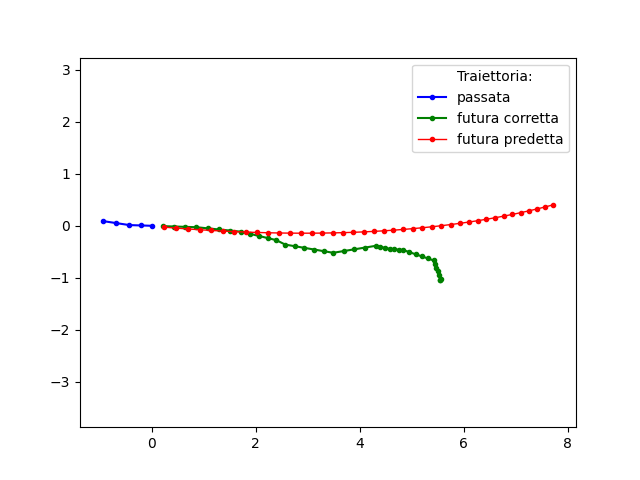 Traiettoria:
passata
futura corretta
futura predetta
3
2
1
0
−1
−2
−3
0 2 4 6 8